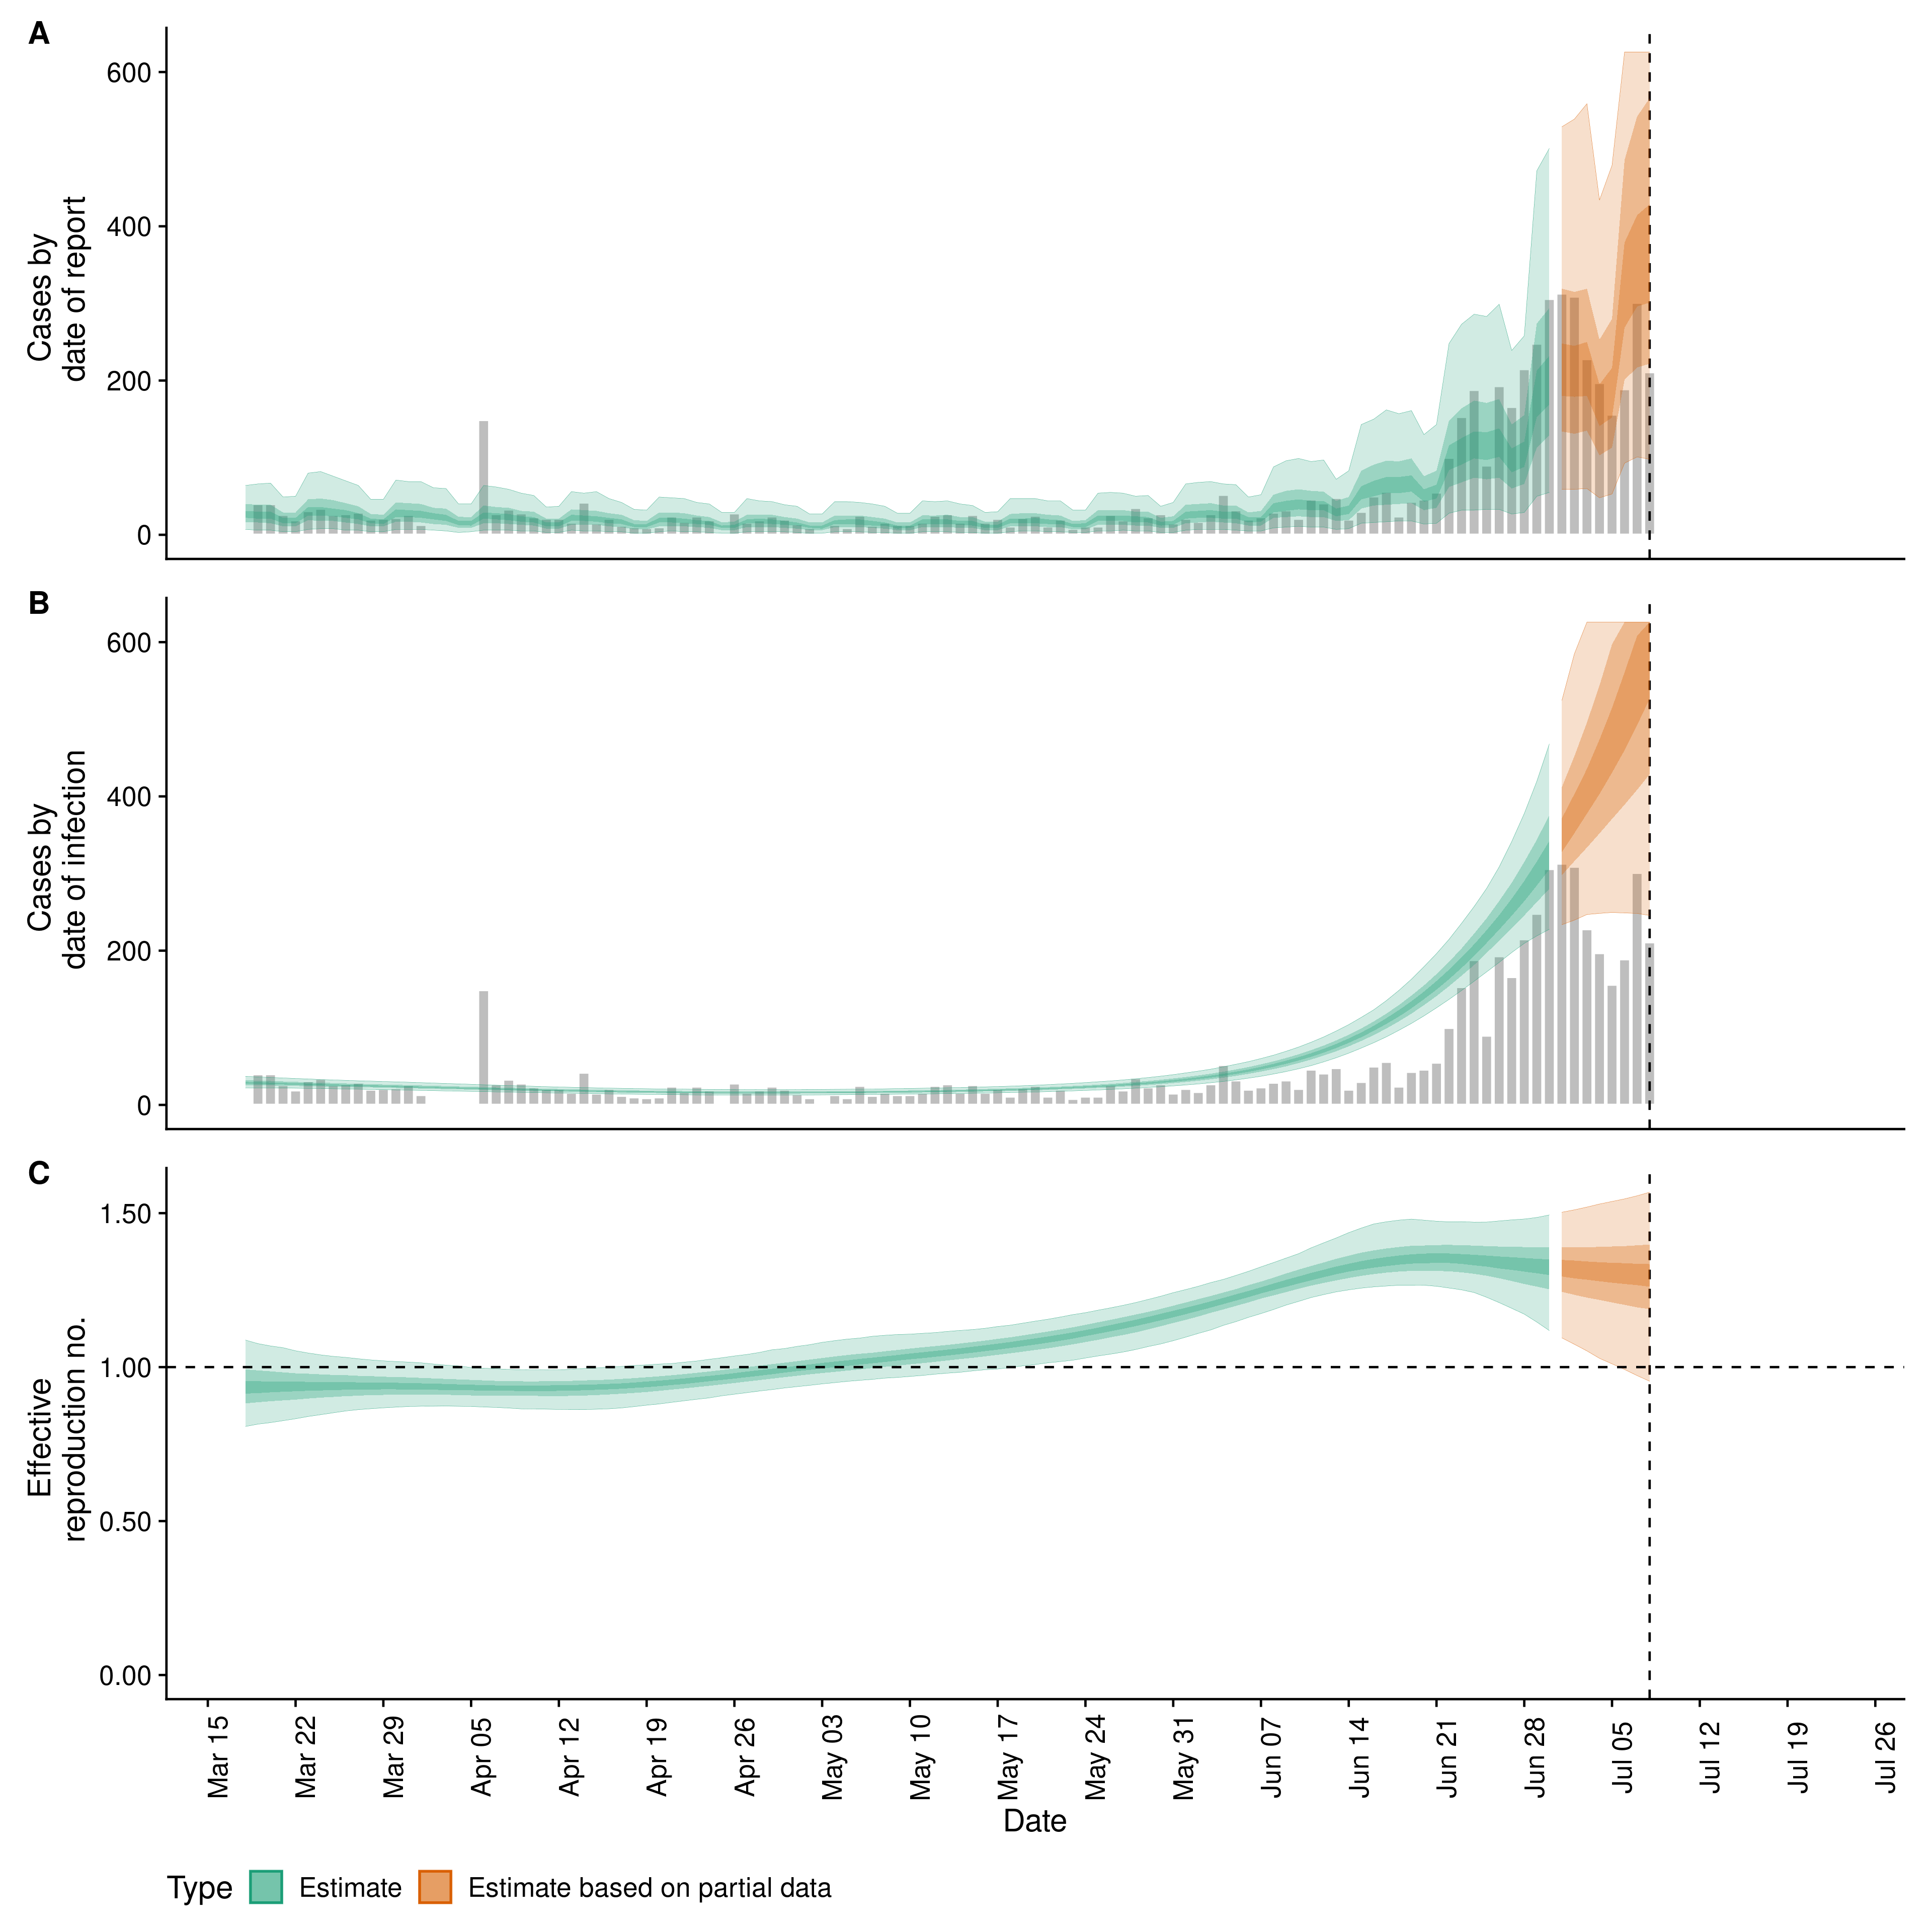 A
600
400
200
0
Cases by
date of report
B
600
400
200
0
Cases by
date of infection
C
1.50
1.00
0.50
0.00
Effective
reproduction no.
Mar 15
Mar 22
Mar 29
Apr 05
Apr 12
Apr 19
Apr 26
May 03
May 10
May 17
May 24
May 31
Jun 07
Jun 14
Jun 21
Jun 28
Jul 05
Jul 12
Jul 19
Jul 26
Date
Type Estimate Estimate based on partial data